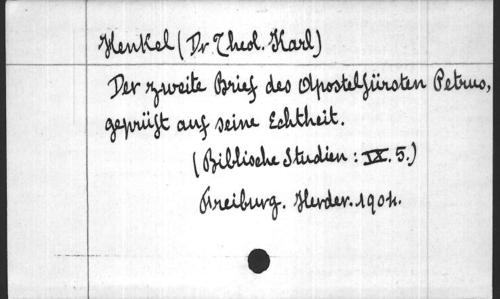 Henkel (Dr. Theol. Karl)
Der zweite Brief des Apostelfürsten Petrus,
geprüft auf seine Echtheit.
(Biblische Studien: IX. 5.)
Freiburg. Herder. 1904.